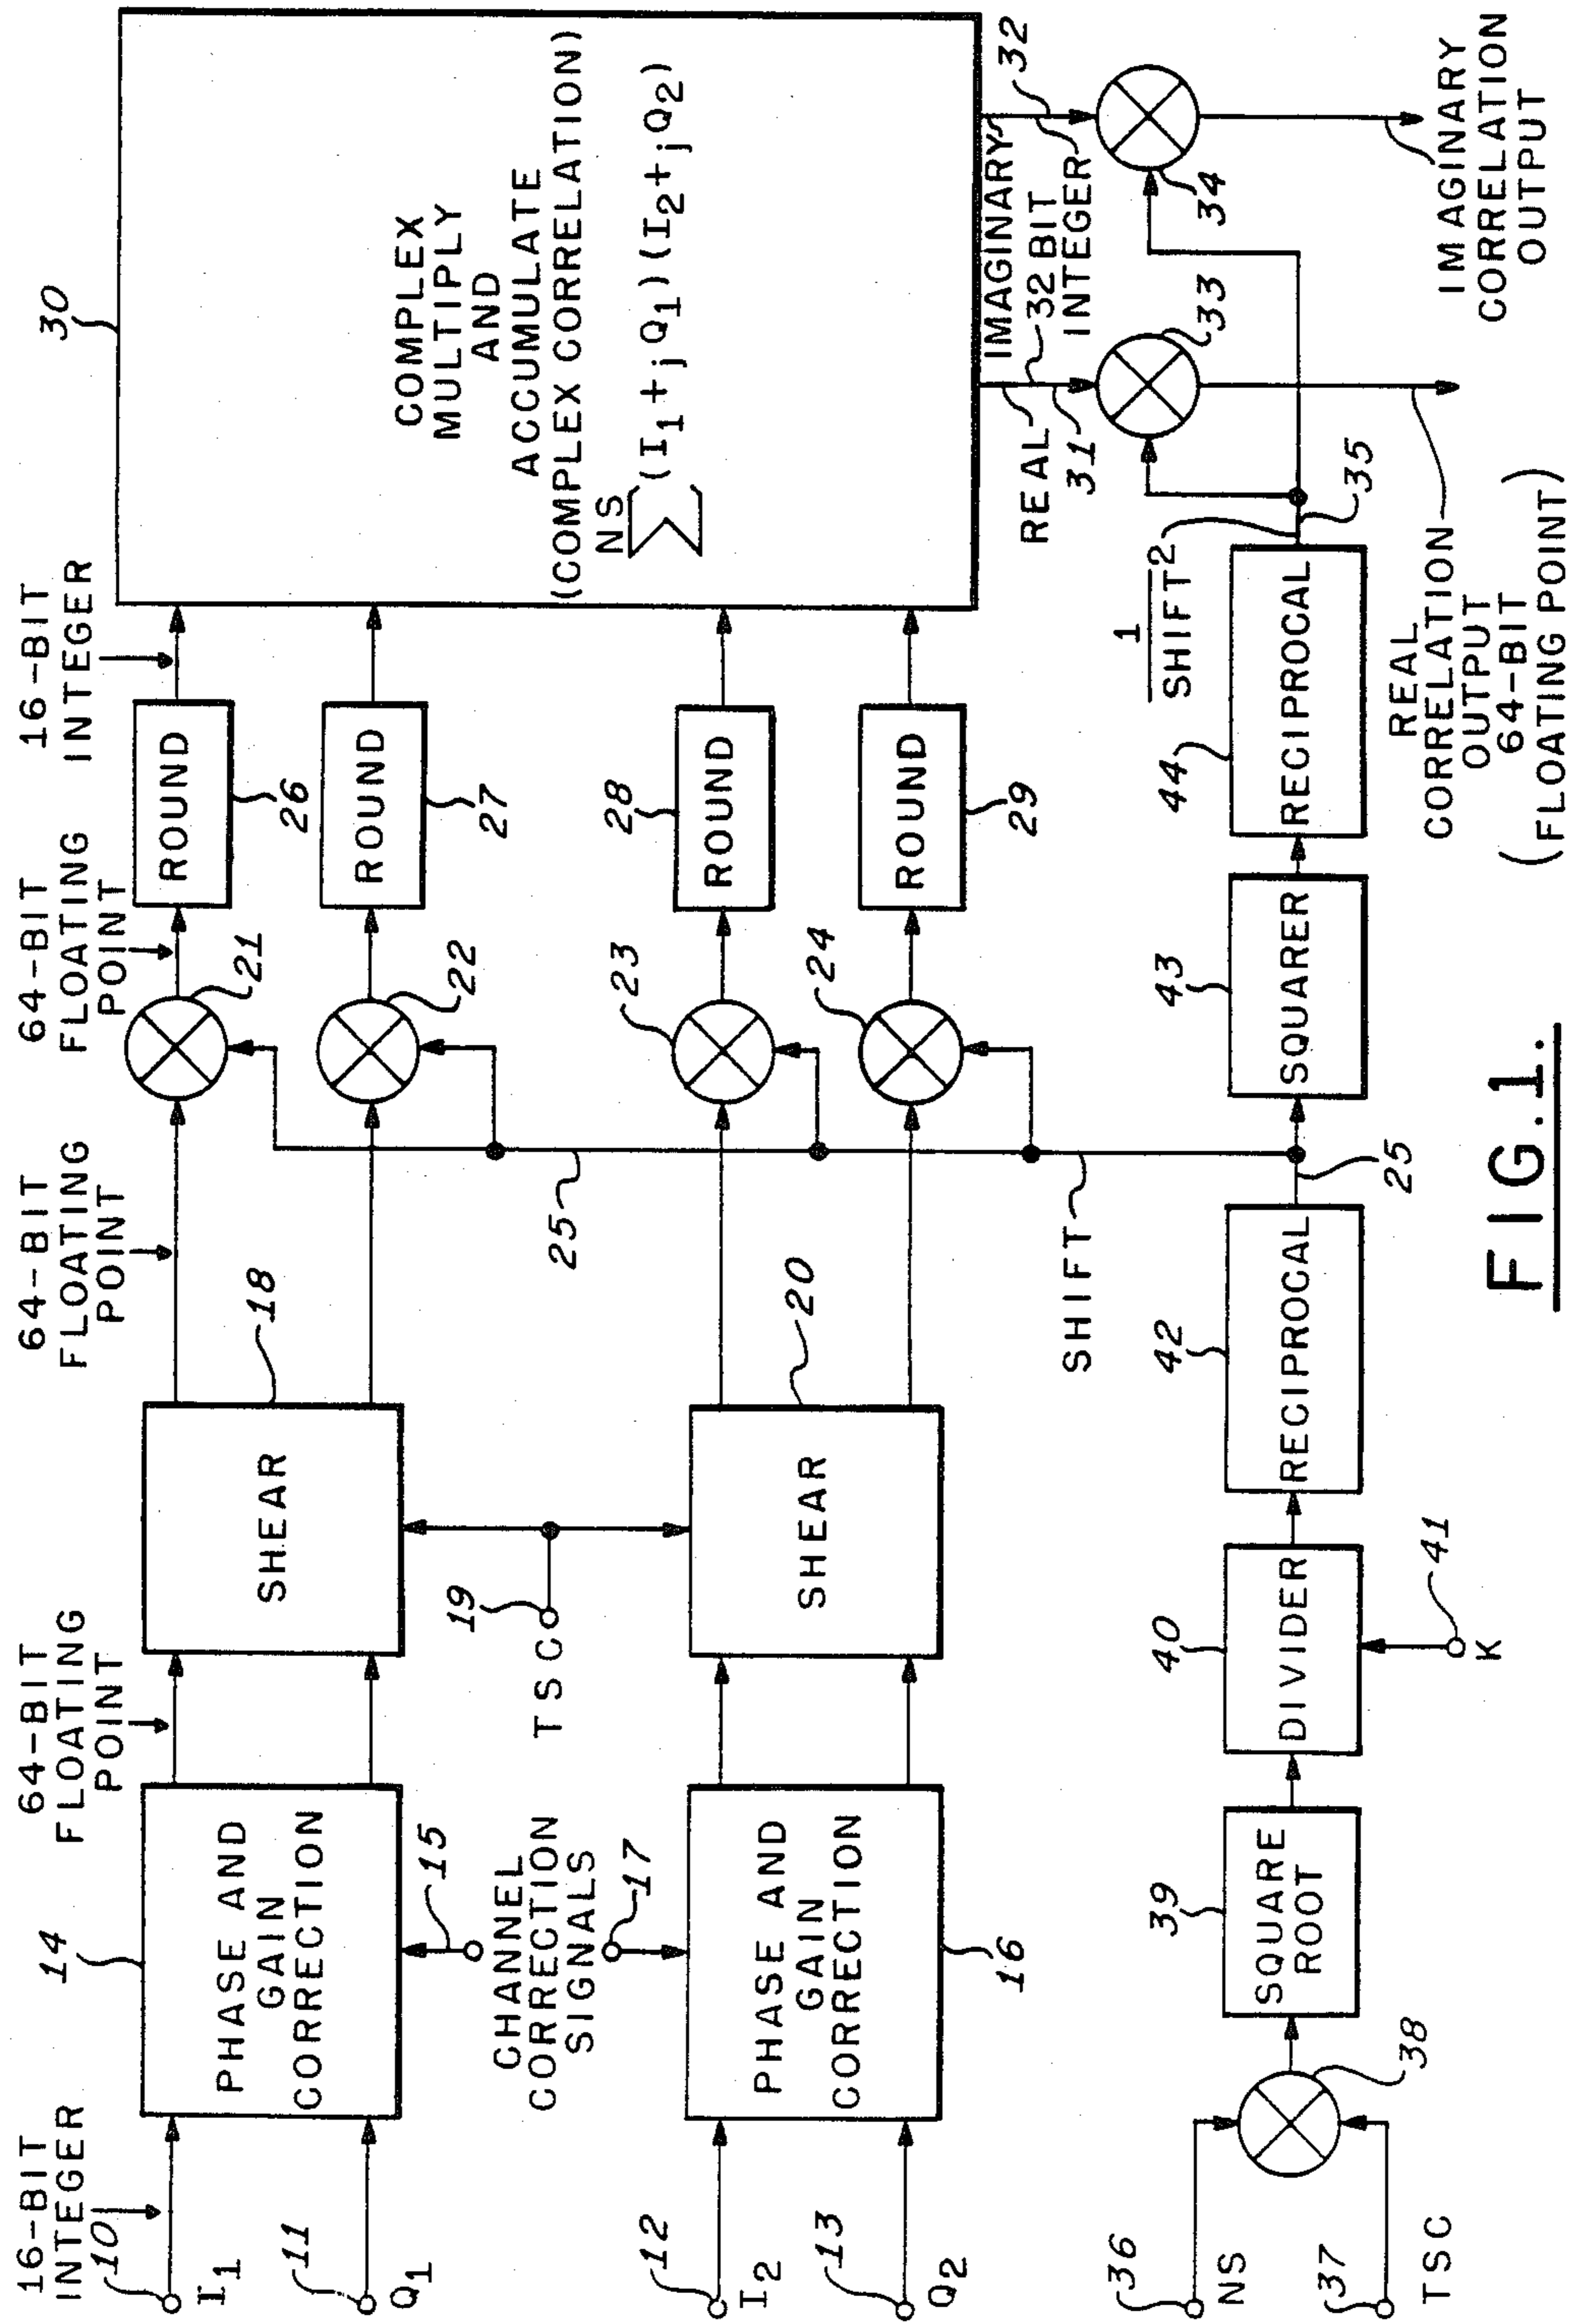 16-BIT
INTEGER
64-BIT
FLOATING
POINT
64-BIT
FLOATING
POINT
64-BIT
FLOATING
POINT
16-BIT
INTEGER
10
I1
11
Q1
14
PHASE AND
GAIN
CORRECTION
15
18
SHEAR
21
22
ROUND
26
ROUND
27
30
COMPLEX
MULTIPLY
AND
ACCUMULATE
(COMPLEX CORRELATION)
NS
∑(I1+jQ1)(I2+jQ2)
CHANNEL
CORRECTION
SIGNALS
17
19
TSC
25
12
I2
13
Q2
PHASE AND
GAIN
CORRECTION
16
SHEAR
20
23
24
28
ROUND
ROUND
29
REAL
31
32 BIT
INTEGER
IMAGINARY
32
33
34
SHIFT
1
SHIFT2
35
36
NS
37
TSC
38
39
SQUARE
ROOT
40
DIVIDER
41
K
42
RECIPROCAL
25
43
SQUARER
44
RECIPROCAL
REAL
CORRELATION
OUTPUT
64-BIT
(FLOATING POINT)
IMAGINARY
CORRELATION
OUTPUT
FIG.1.